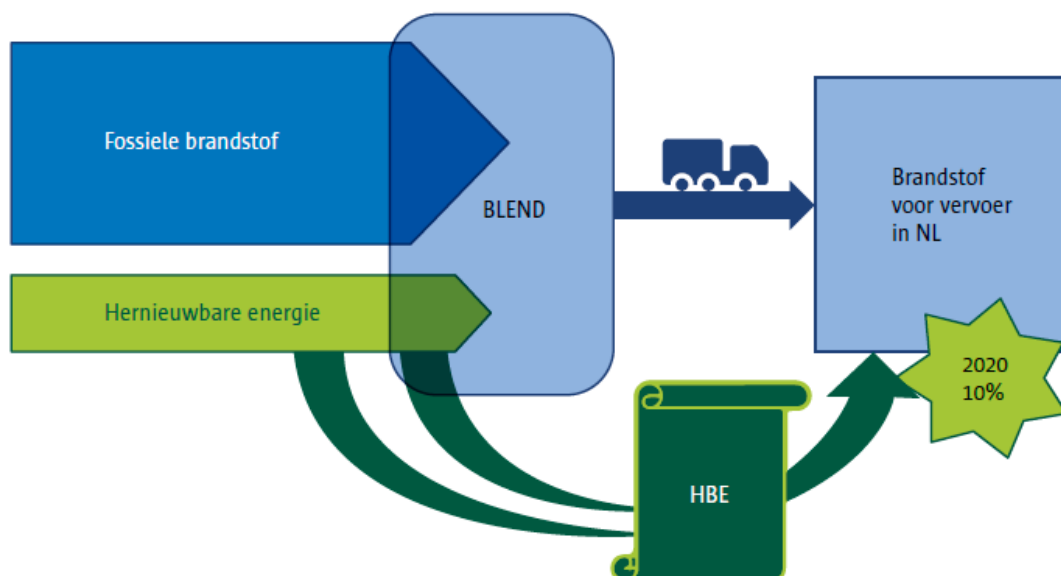 Fossiele brandstof
BLEND
Brandstof
voor vervoer
in NL
Hernieuwbare energie
2020
10%
HBE